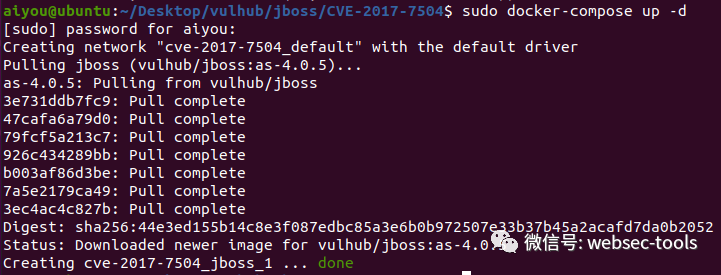 aiyou@ubuntu:~/Desktop/vulhub/jboss/CVE-2017-7504$ sudo docker-compose up -d
[sudo] password for aiyou:
Creating network "cve-2017-7504_default" with the default driver
Pulling jboss (vulhub/jboss:as-4.0.5)...
as-4.0.5: Pulling from vulhub/jboss
3e731ddb7fc9: Pull complete
47cafa6a79d0: Pull complete
79fcf5a213c7: Pull complete
926c434289bb: Pull complete
b003af86d3be: Pull complete
7a5e2179ca49: Pull complete
3ec4ac4c827b: Pull complete
Digest: sha256:44e3ed155b14c8e3f087edbc85a3e6b0b972507e33b37b45a2acafd7da0b2052
Status: Downloaded newer image for vulhub/jboss:as-4.0.
微信号: websec-tools
Creating cve-2017-7504_jboss_1 ... done